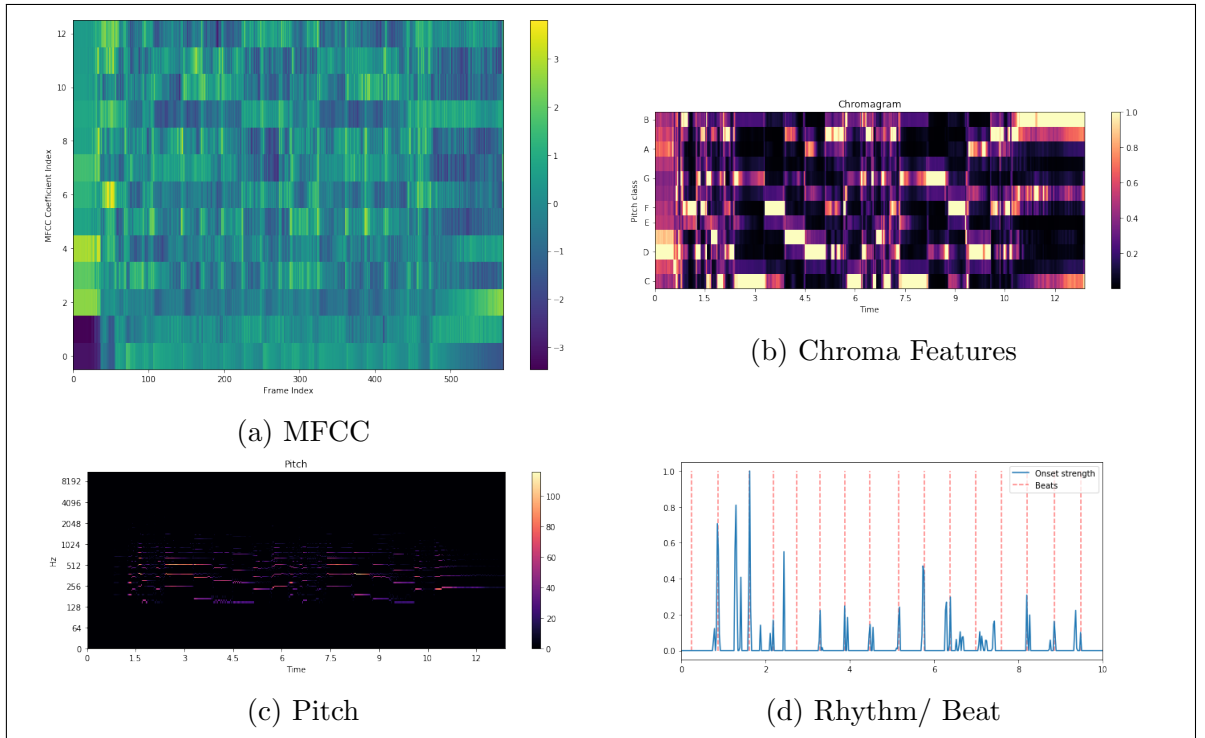 12
10
8
6
4
2
0
MFCC Coefficient Index
0 100 200 300 400 500
Frame Index
3
2
1
0
−1
−2
−3
(a) MFCC
Chromagram
B
A
G
F
E
D
C
Pitch class
0 1.5 3 4.5 6 7.5 9 10 12
Time
1.0
0.8
0.6
0.4
0.2
(b) Chroma Features
Pitch
8192
4096
2048
1024
512
256
128
64
0
Hz
0 1.5 3 4.5 6 7.5 9 10 12
Time
100
80
60
40
20
0
(c) Pitch
1.0
0.8
0.6
0.4
0.2
0.0
0 2 4 6 8 10
Onset strength
Beats
(d) Rhythm/ Beat